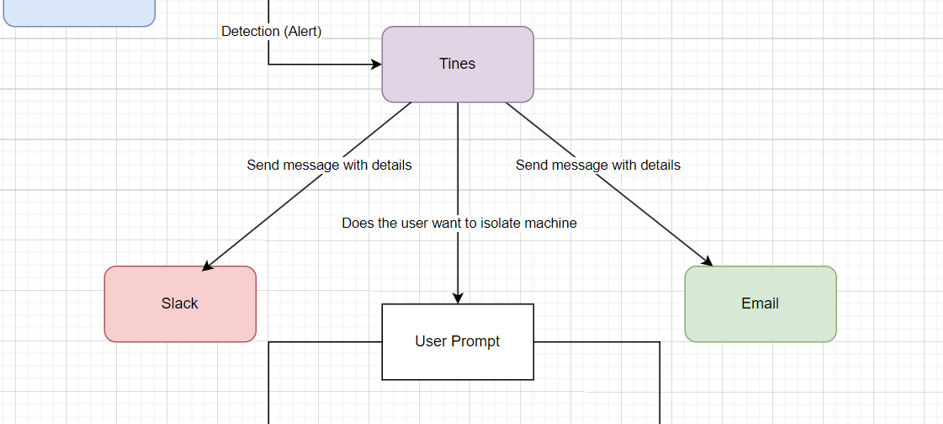 Detection (Alert)
Tines
Send message with details
Send message with details
Does the user want to isolate machine
Slack
Email
User Prompt